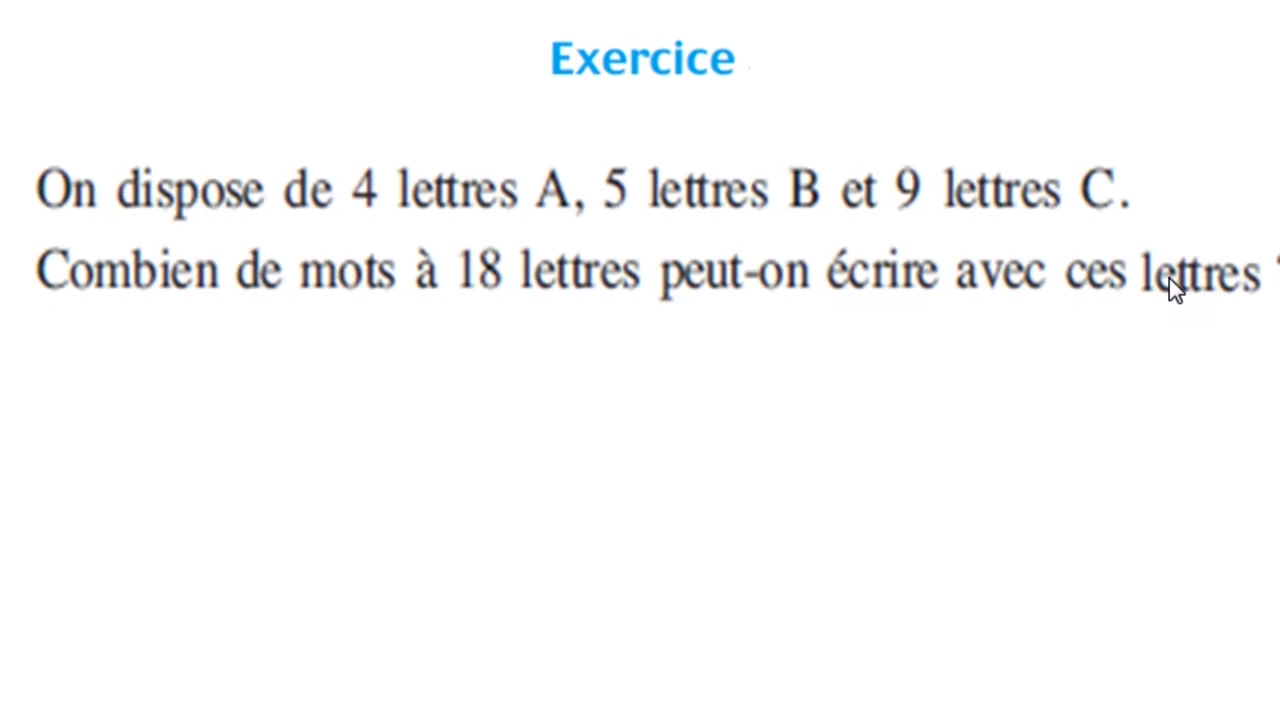 Exercice
On dispose de 4 lettres A, 5 lettres B et 9 lettres C.
Combien de mots à 18 lettres peut-on écrire avec ces lettres